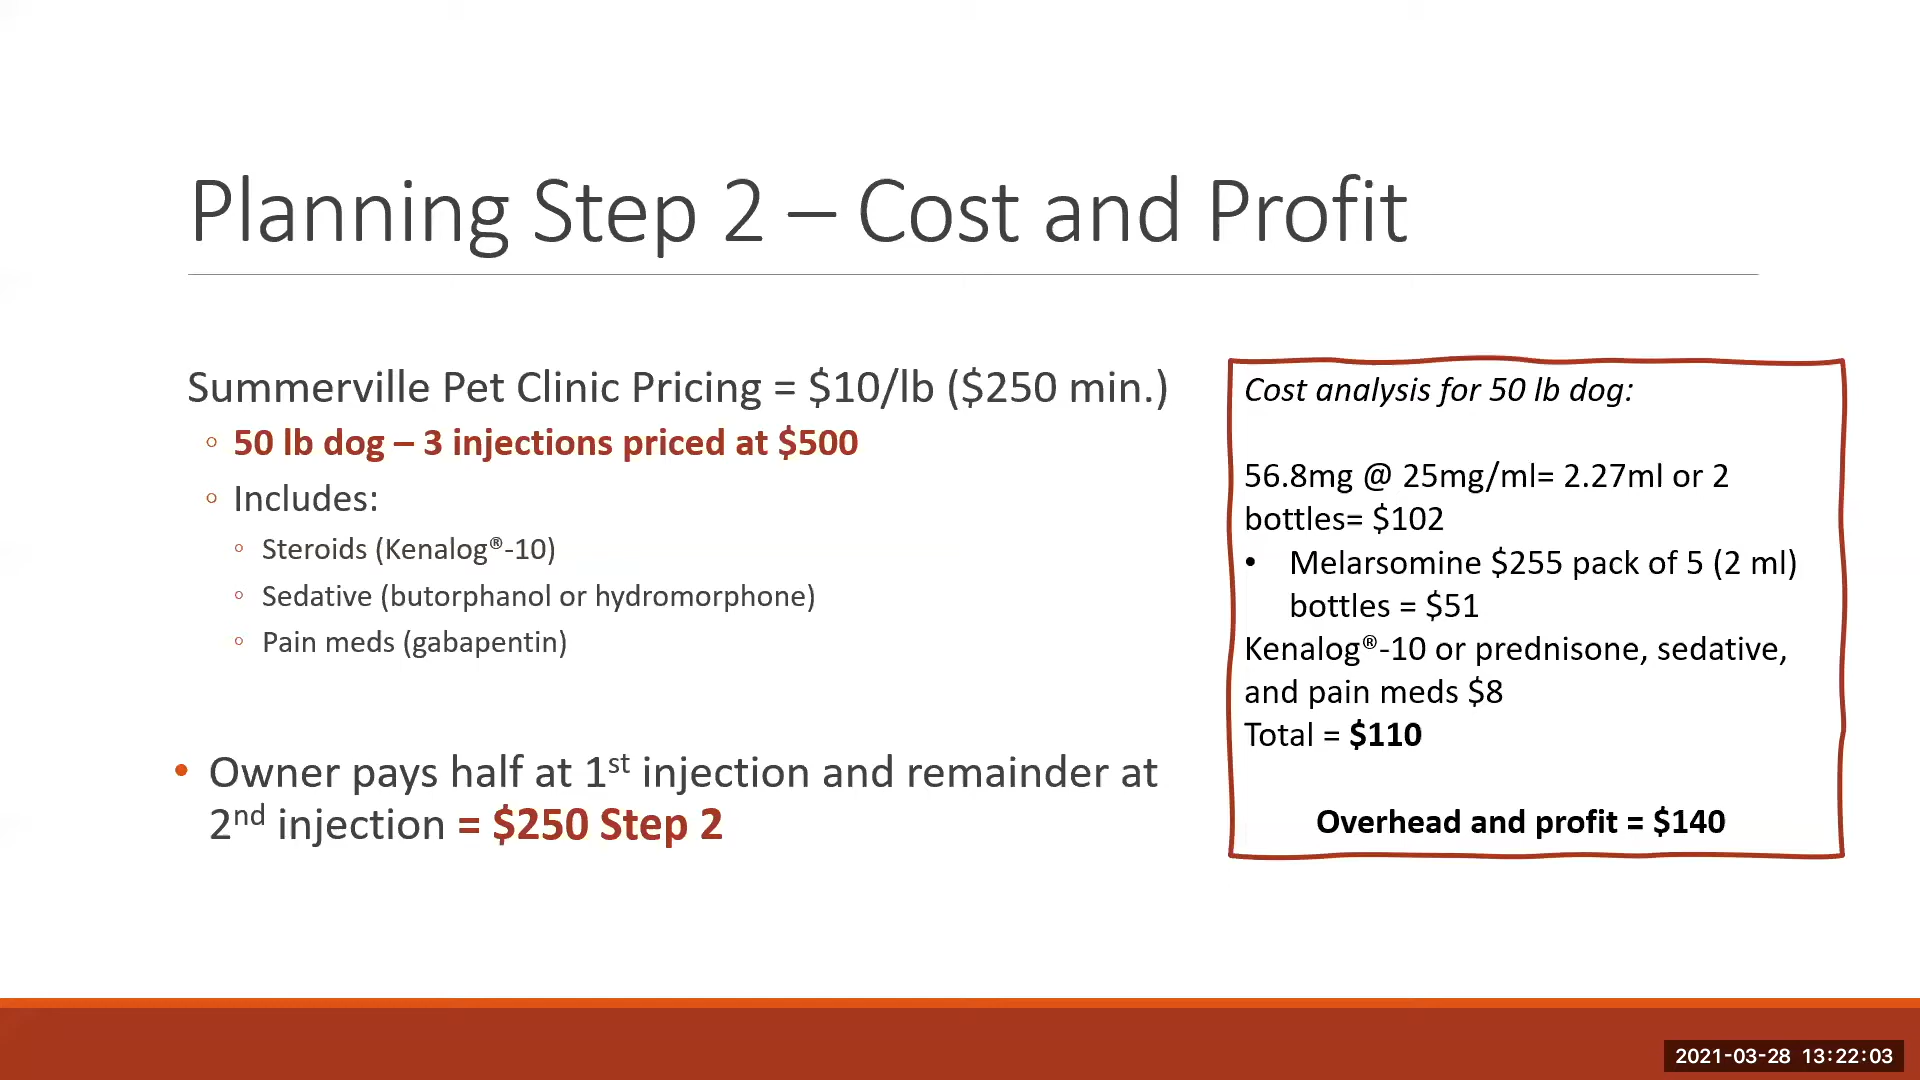 Planning Step 2 – Cost and Profit
Summerville Pet Clinic Pricing = $10/lb ($250 min.)
◦ 50 lb dog – 3 injections priced at $500
◦ Includes:
◦ Steroids (Kenalog®-10)
◦ Sedative (butorphanol or hydromorphone)
◦ Pain meds (gabapentin)
• Owner pays half at 1st injection and remainder at
2nd injection = $250 Step 2
Cost analysis for 50 lb dog:
56.8mg @ 25mg/ml= 2.27ml or 2
bottles= $102
• Melarsomine $255 pack of 5 (2 ml)
bottles = $51
Kenalog®-10 or prednisone, sedative,
and pain meds $8
Total = $110
Overhead and profit = $140
2021-03-28 13:22:03